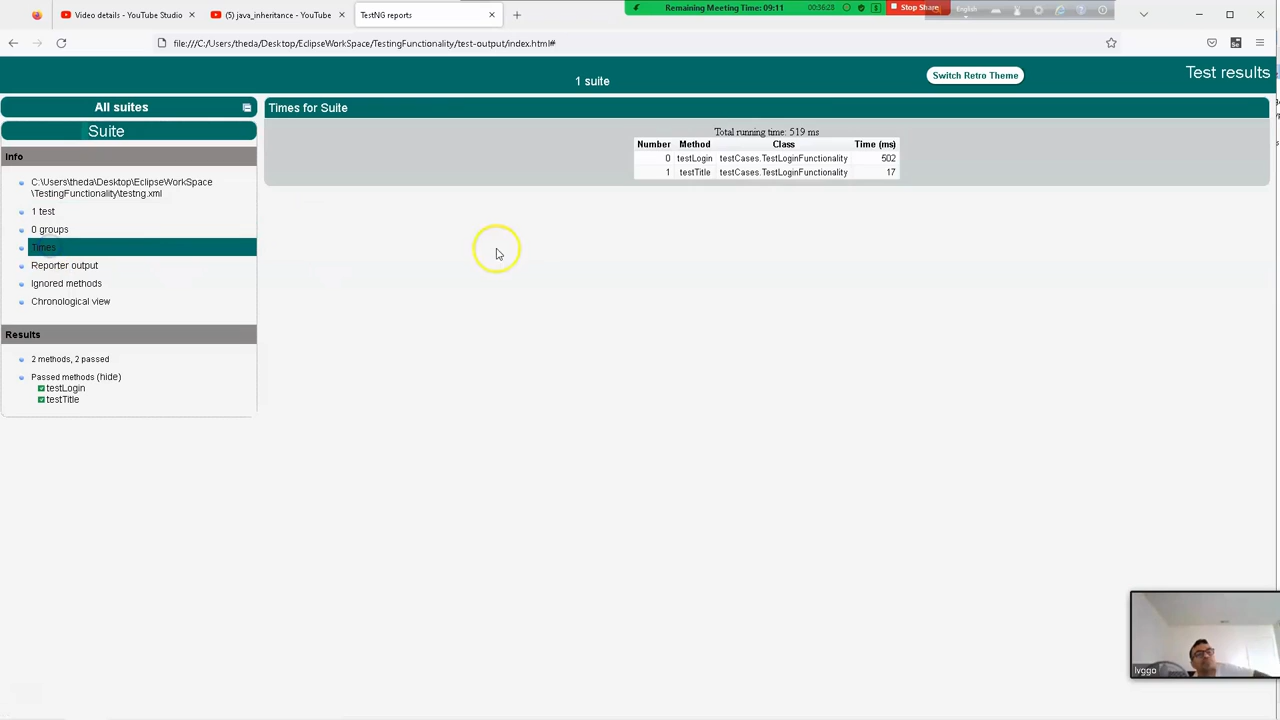 Video details - YouTube Studio
(5) java_inheritance - YouTube
TestNG reports
Remaining Meeting Time: 09:11
00:36:28
Stop Share
English
file:///C:/Users/theda/Desktop/EclipseWorkSpace/TestingFunctionality/test-output/index.html#
1 suite
Switch Retro Theme
Test results
All suites
Suite
Info
C:\Users\theda\Desktop\EclipseWorkSpace
\TestingFunctionality\testng.xml
1 test
0 groups
Times
Reporter output
Ignored methods
Chronological view
Results
2 methods, 2 passed
Passed methods (hide)
testLogin
testTitle
Times for Suite
Total running time: 519 ms
Number Method Class Time (ms)
0 testLogin testCases.TestLoginFunctionality 502
1 testTitle testCases.TestLoginFunctionality 17
lvggo